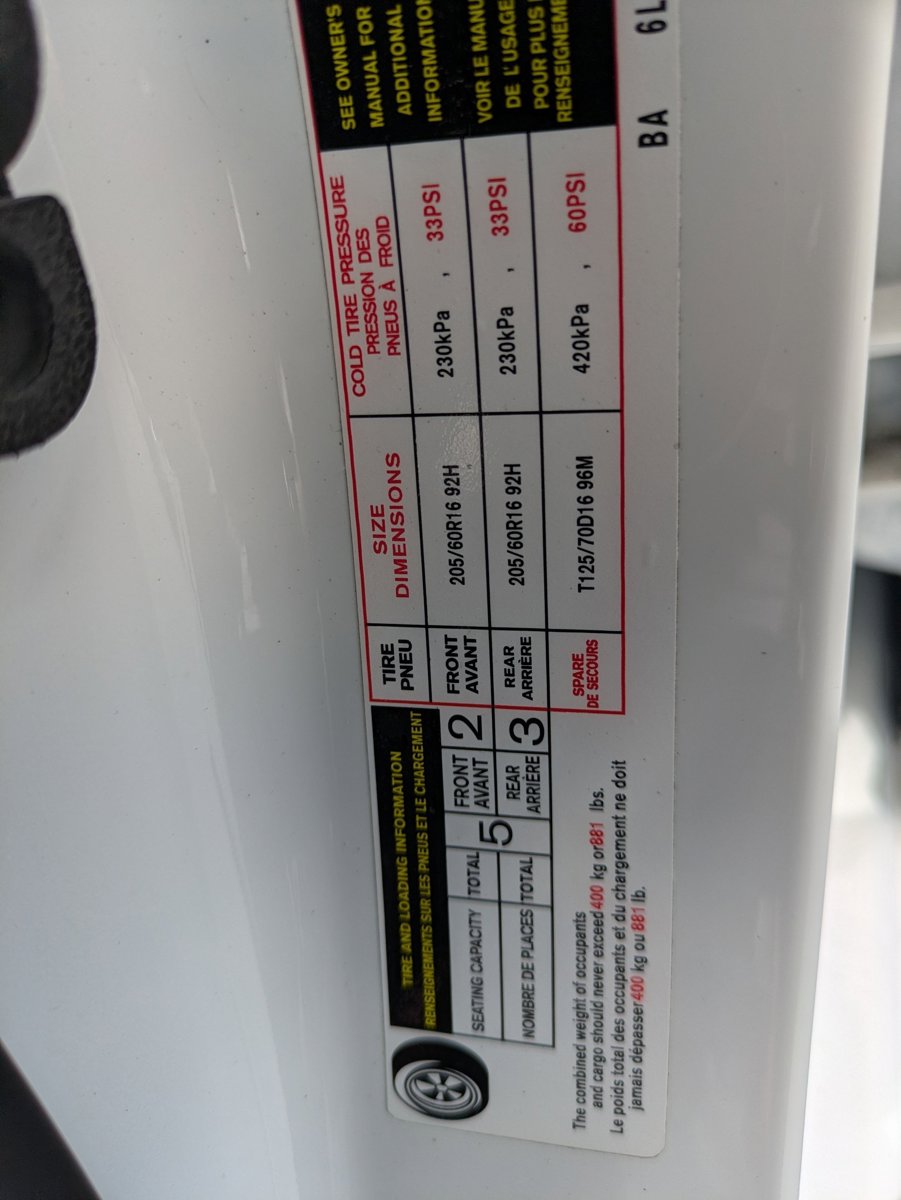 TIRE AND LOADING INFORMATION
RENSEIGNEMENTS SUR LES PNEUS ET LE CHARGEMENT
SEATING CAPACITY TOTAL 5 FRONT AVANT 2
NOMBRE DE PLACES TOTAL REAR ARRIÈRE 3
The combined weight of occupants
and cargo should never exceed 400 kg or 881 lbs.
Le poids total des occupants et du chargement ne doit
jamais dépasser 400 kg ou 881 lb.
TIRE
PNEU
SIZE
DIMENSIONS
COLD TIRE PRESSURE
PRESSION DES
PNEUS À FROID
FRONT
AVANT
205/60R16 92H
230kPa , 33PSI
REAR
ARRIÈRE
205/60R16 92H
230kPa , 33PSI
SPARE
DE SECOURS
T125/70D16 96M
420kPa , 60PSI
SEE OWNER'S
MANUAL FOR
ADDITIONAL
INFORMATION
VOIR LE MANU
DE L'USAGE
POUR PLUS
RENSEIGNEME
BA 6L